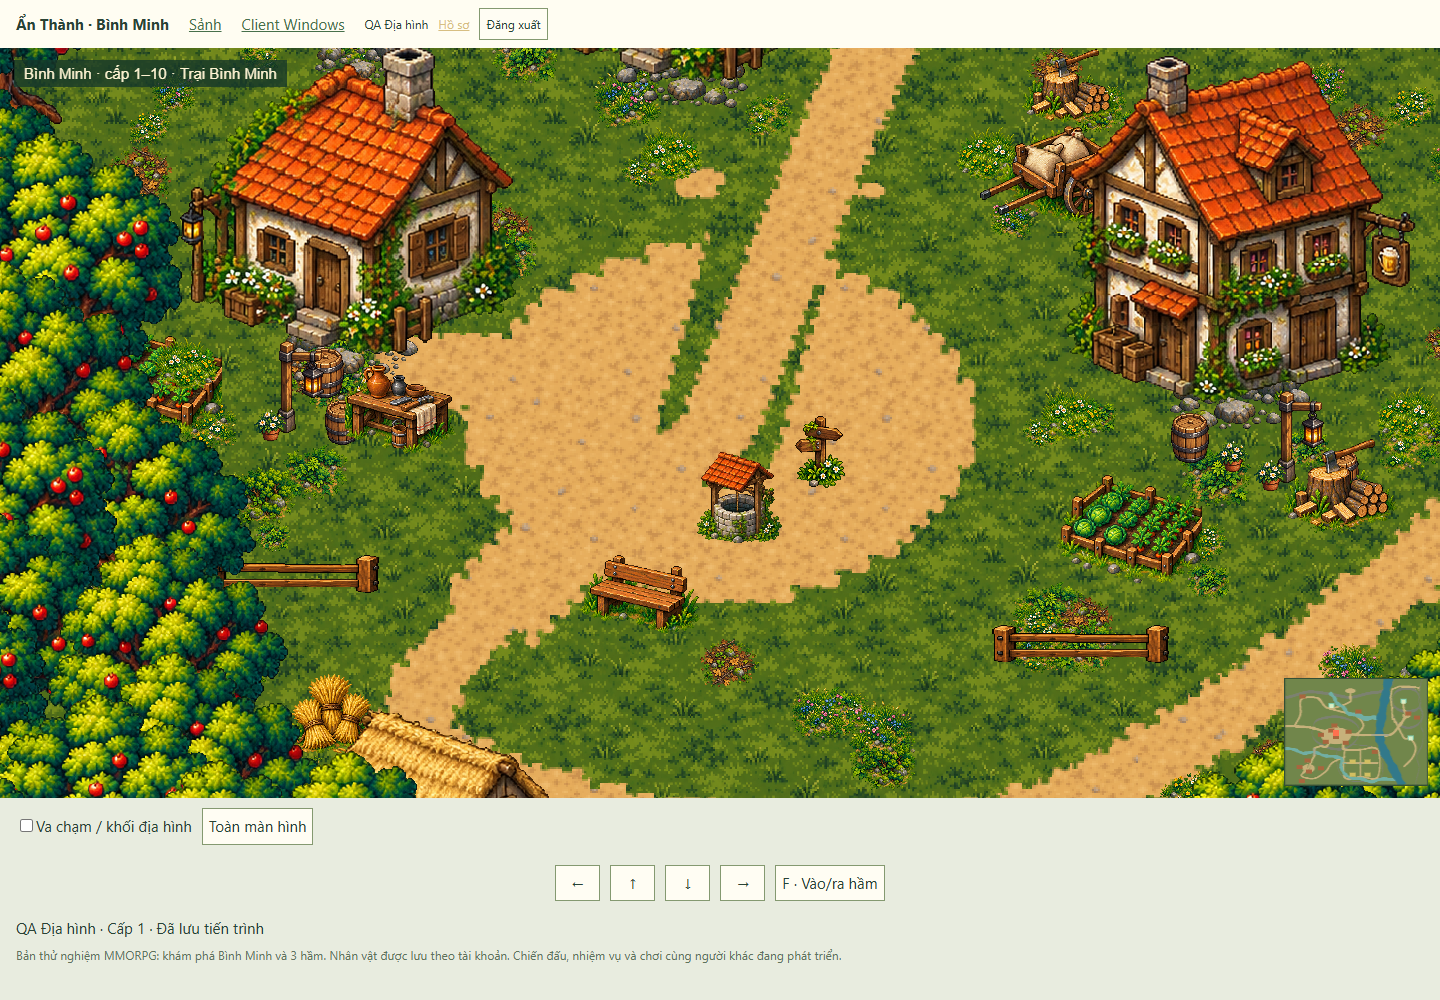 Ẩn Thành · Bình Minh Sảnh Client Windows QA Địa hình Hồ sơ Đăng xuất
Bình Minh · cấp 1–10 · Trại Bình Minh
Va chạm / khối địa hình Toàn màn hình
← ↑ ↓ → F · Vào/ra hầm
QA Địa hình · Cấp 1 · Đã lưu tiến trình
Bản thử nghiệm MMORPG: khám phá Bình Minh và 3 hầm. Nhân vật được lưu theo tài khoản. Chiến đấu, nhiệm vụ và chơi cùng người khác đang phát triển.